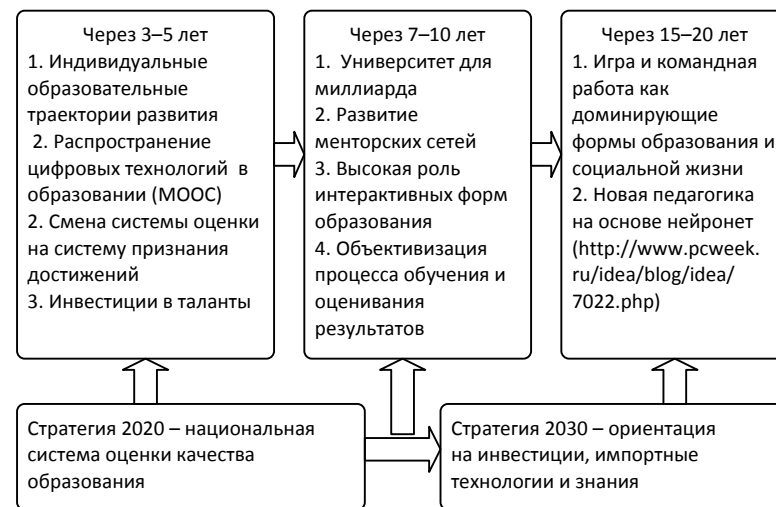 Через 3–5 лет
1. Индивидуальные
образовательные
траектории развития
2. Распространение
цифровых технологий в
образовании (МООС)
2. Смена системы оценки
на систему признания
достижений
3. Инвестиции в таланты
Через 7–10 лет
1. Университет для
миллиарда
2. Развитие
менторских сетей
3. Высокая роль
интерактивных форм
образования
4. Объективизация
процесса обучения и
оценивания
результатов
Через 15–20 лет
1. Игра и командная
работа как
доминирующие
формы образования и
социальной жизни
2. Новая педагогика
на основе нейронет
(http://www.pcweek.
ru/idea/blog/idea/
7022.php)
Стратегия 2020 – национальная
система оценки качества
образования
Стратегия 2030 – ориентация
на инвестиции, импортные
технологии и знания